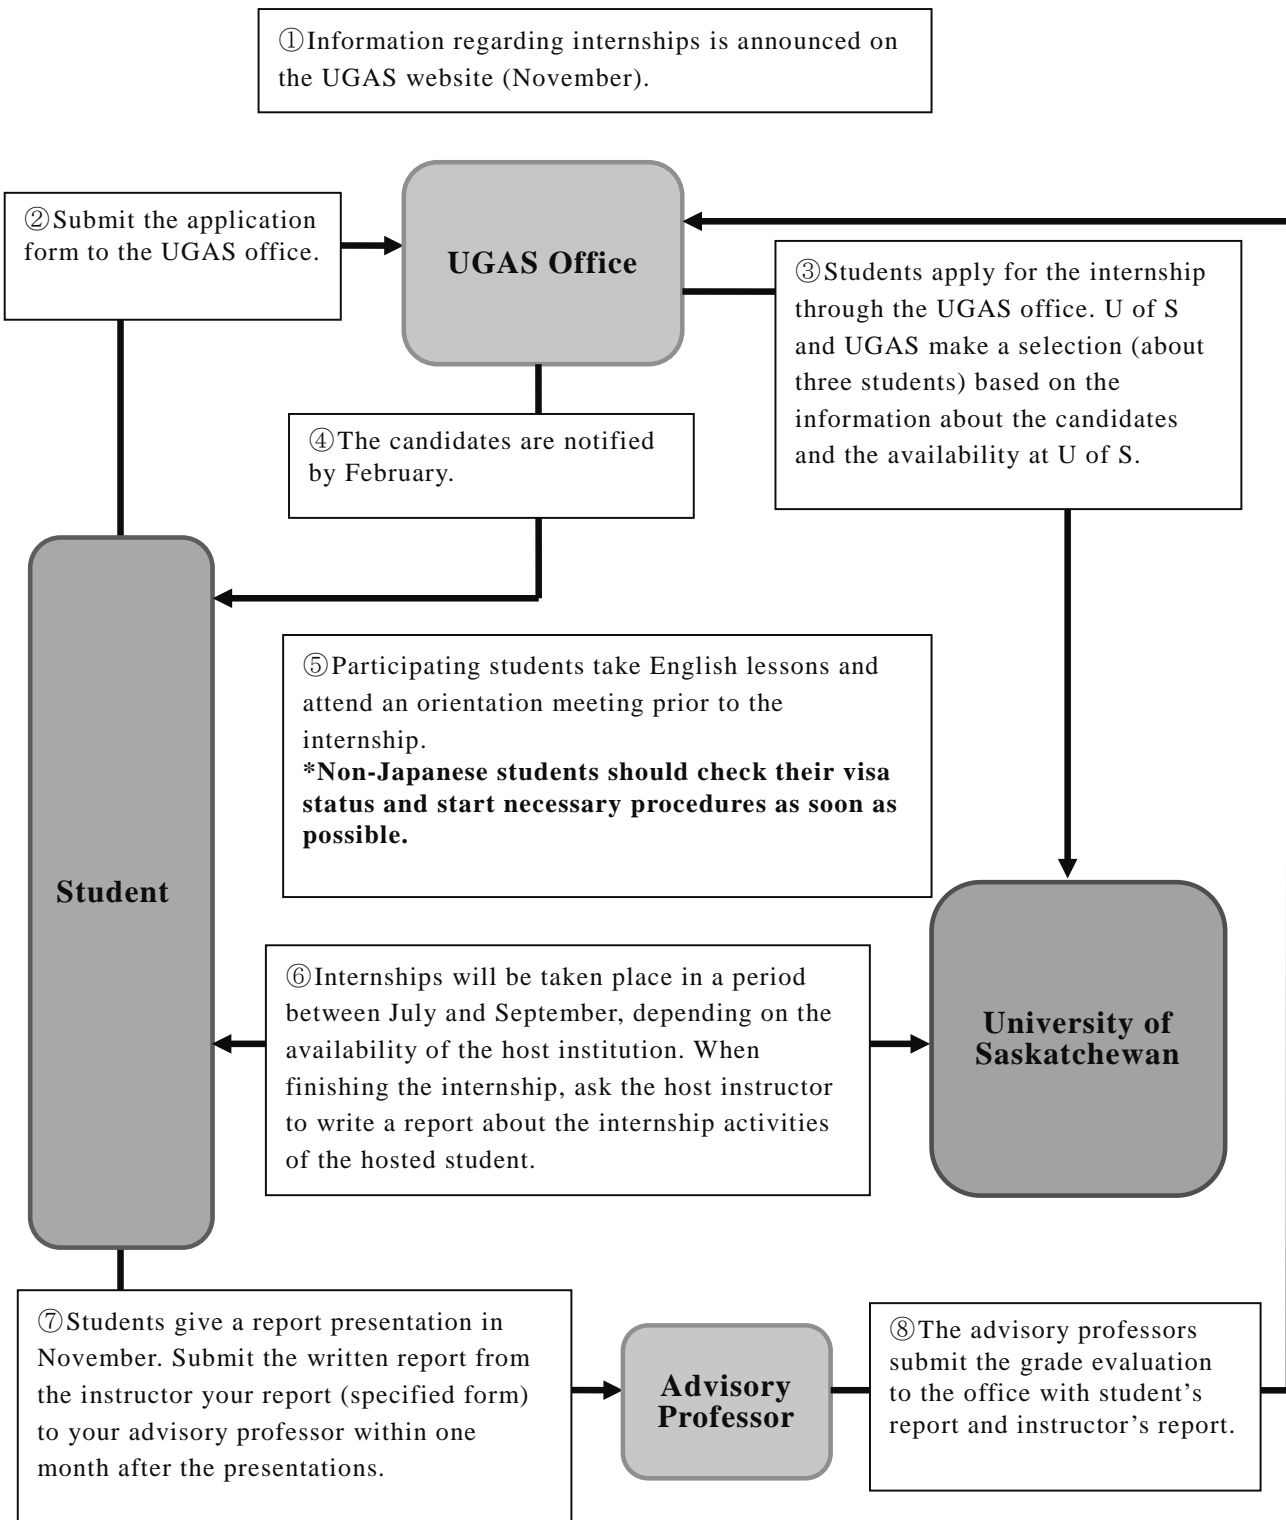 ①Information regarding internships is announced on
the UGAS website (November).
②Submit the application
form to the UGAS office.
UGAS Office
③Students apply for the internship
through the UGAS office. U of S
and UGAS make a selection (about
three students) based on the
information about the candidates
and the availability at U of S.
④The candidates are notified
by February.
⑤Participating students take English lessons and
attend an orientation meeting prior to the
internship.
*Non-Japanese students should check their visa
status and start necessary procedures as soon as
possible.
Student
⑥Internships will be taken place in a period
between July and September, depending on the
availability of the host institution. When
finishing the internship, ask the host instructor
to write a report about the internship activities
of the hosted student.
University of
Saskatchewan
⑦Students give a report presentation in
November. Submit the written report from
the instructor your report (specified form)
to your advisory professor within one
month after the presentations.
Advisory
Professor
⑧The advisory professors
submit the grade evaluation
to the office with student’s
report and instructor’s report.